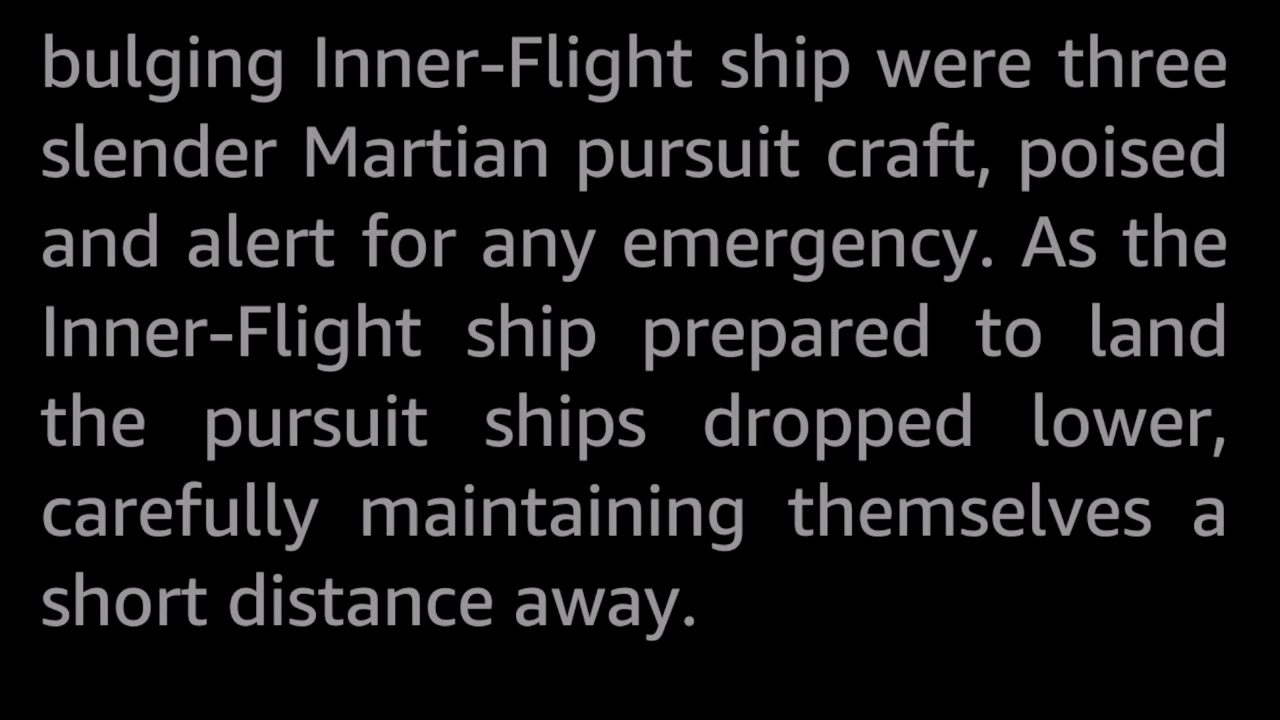 bulging Inner-Flight ship were three
slender Martian pursuit craft, poised
and alert for any emergency. As the
Inner-Flight ship prepared to land
the pursuit ships dropped lower,
carefully maintaining themselves a
short distance away.